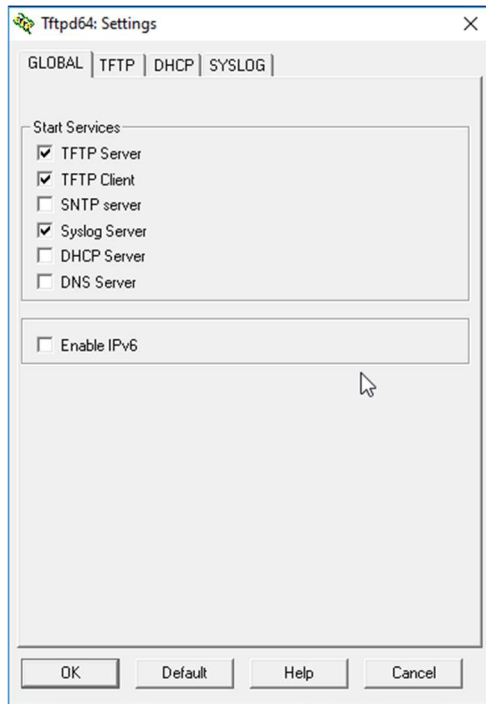 Tftpd64: Settings
GLOBAL TFTP DHCP SYSLOG
Start Services
TFTP Server
TFTP Client
SNTP server
Syslog Server
DHCP Server
DNS Server
Enable IPv6
OK Default Help Cancel